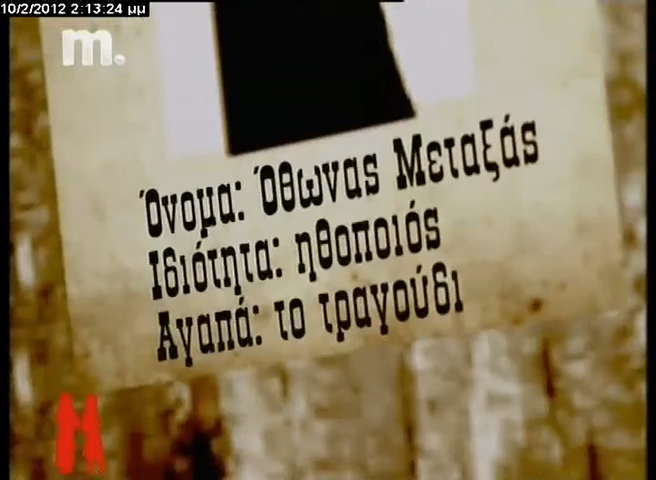 10/2/2012 2:13:24 μμ
m.
Όνομα: Όθωνας Μεταξάς
Ιδιότητα: ηθοποιός
Αγαπά: το τραγούδι